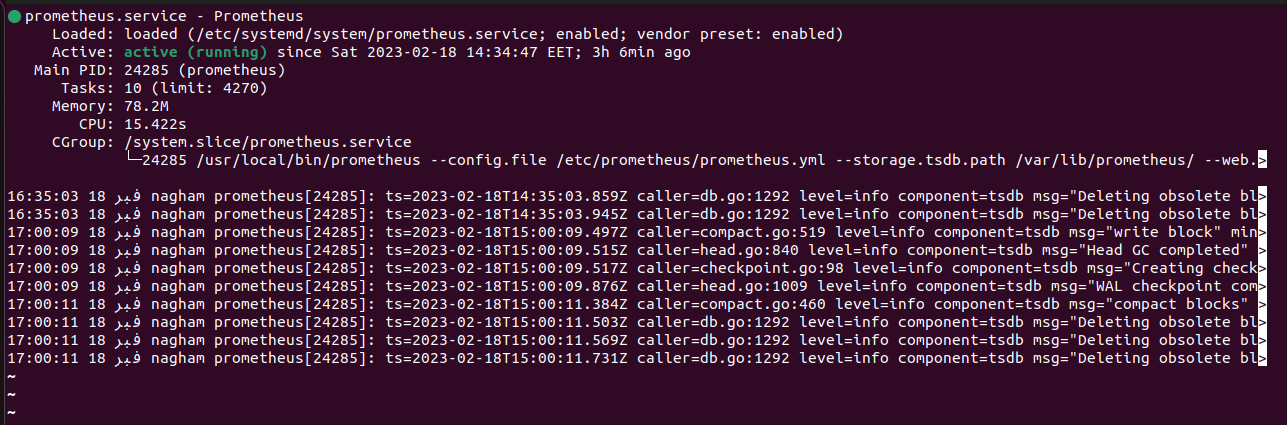 ● prometheus.service - Prometheus
     Loaded: loaded (/etc/systemd/system/prometheus.service; enabled; vendor preset: enabled)
     Active: active (running) since Sat 2023-02-18 14:34:47 EET; 3h 6min ago
   Main PID: 24285 (prometheus)
      Tasks: 10 (limit: 4270)
     Memory: 78.2M
        CPU: 15.422s
     CGroup: /system.slice/prometheus.service
             └─24285 /usr/local/bin/prometheus --config.file /etc/prometheus/prometheus.yml --storage.tsdb.path /var/lib/prometheus/ --web.>
16:35:03 18 فبر nagham prometheus[24285]: ts=2023-02-18T14:35:03.859Z caller=db.go:1292 level=info component=tsdb msg="Deleting obsolete bl>
16:35:03 18 فبر nagham prometheus[24285]: ts=2023-02-18T14:35:03.945Z caller=db.go:1292 level=info component=tsdb msg="Deleting obsolete bl>
17:00:09 18 فبر nagham prometheus[24285]: ts=2023-02-18T15:00:09.497Z caller=compact.go:519 level=info component=tsdb msg="write block" min>
17:00:09 18 فبر nagham prometheus[24285]: ts=2023-02-18T15:00:09.515Z caller=head.go:840 level=info component=tsdb msg="Head GC completed" >
17:00:09 18 فبر nagham prometheus[24285]: ts=2023-02-18T15:00:09.517Z caller=checkpoint.go:98 level=info component=tsdb msg="Creating check>
17:00:09 18 فبر nagham prometheus[24285]: ts=2023-02-18T15:00:09.876Z caller=head.go:1009 level=info component=tsdb msg="WAL checkpoint com>
17:00:11 18 فبر nagham prometheus[24285]: ts=2023-02-18T15:00:11.384Z caller=compact.go:460 level=info component=tsdb msg="compact blocks" >
17:00:11 18 فبر nagham prometheus[24285]: ts=2023-02-18T15:00:11.503Z caller=db.go:1292 level=info component=tsdb msg="Deleting obsolete bl>
17:00:11 18 فبر nagham prometheus[24285]: ts=2023-02-18T15:00:11.569Z caller=db.go:1292 level=info component=tsdb msg="Deleting obsolete bl>
17:00:11 18 فبر nagham prometheus[24285]: ts=2023-02-18T15:00:11.731Z caller=db.go:1292 level=info component=tsdb msg="Deleting obsolete bl>
~
~
~